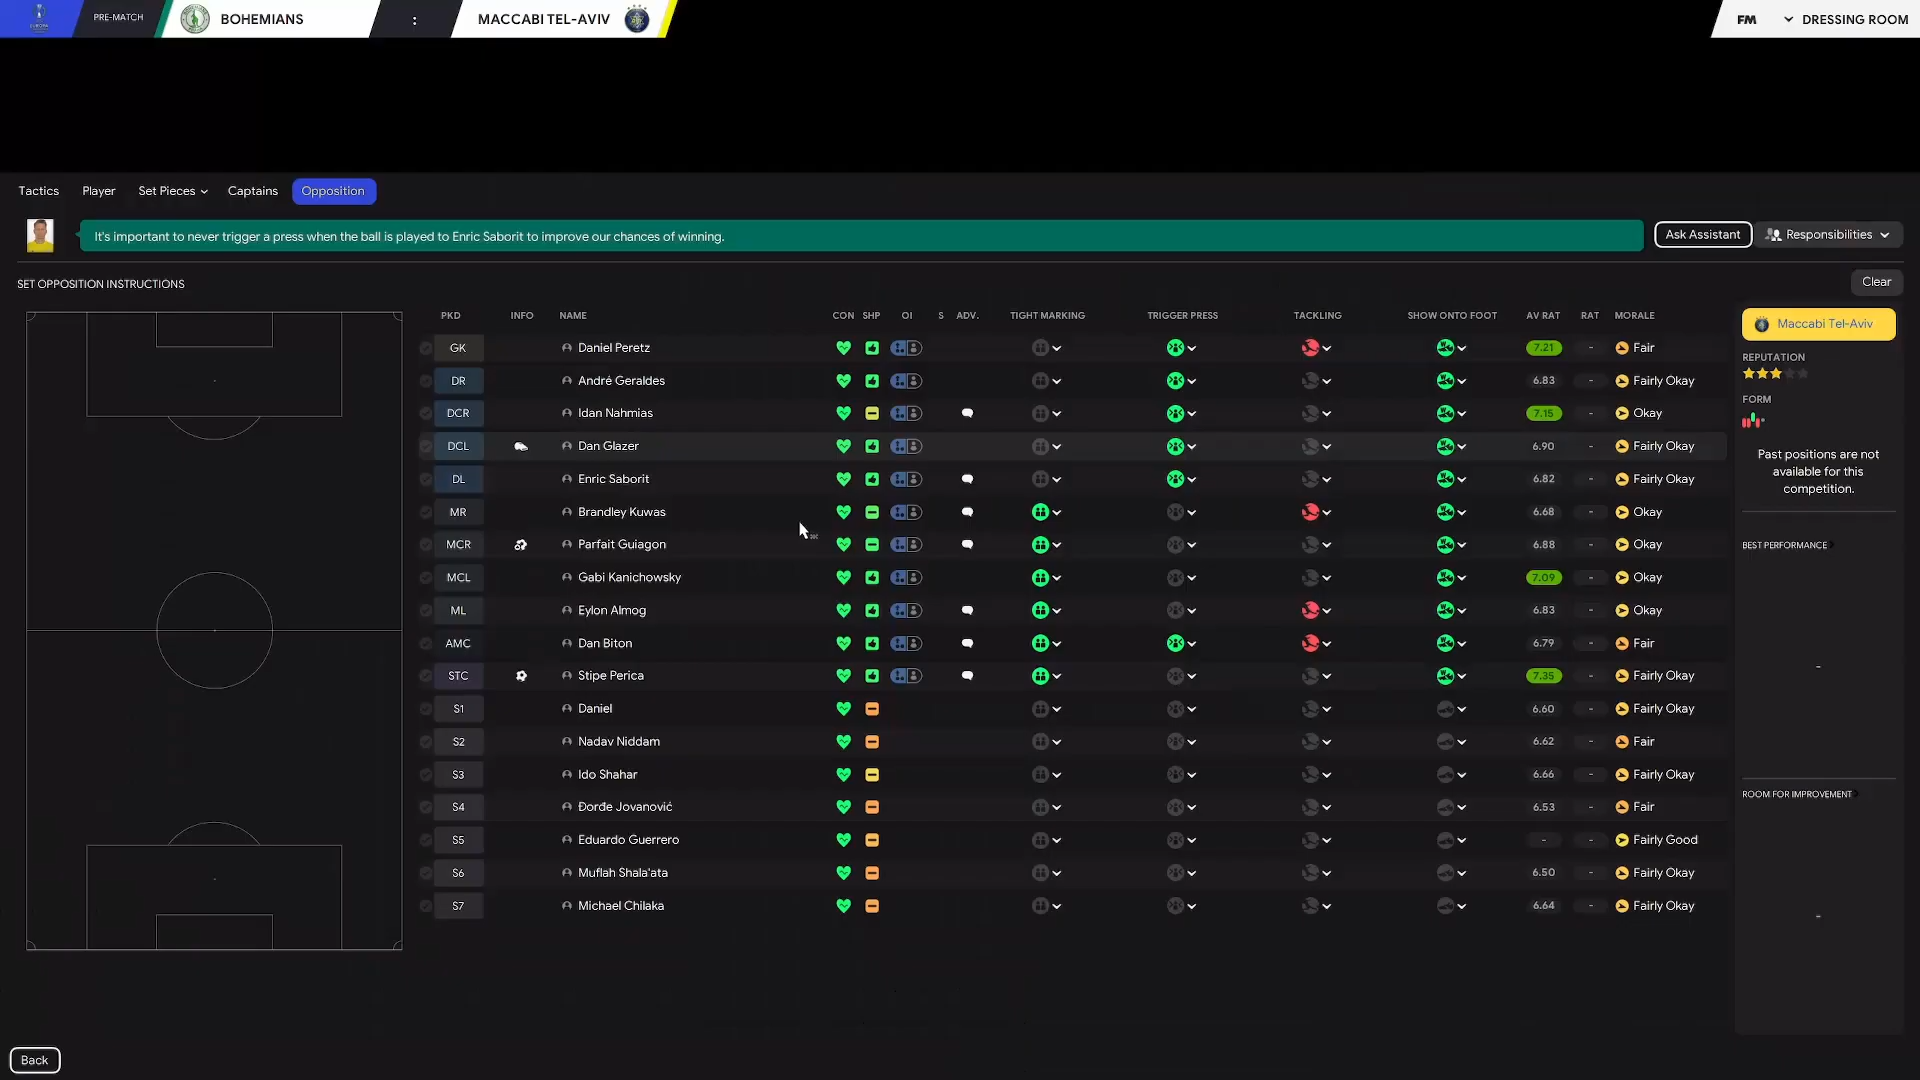 PRE-MATCH BOHEMIANS : MACCABI TEL-AVIV FM DRESSING ROOM
Tactics Player Set Pieces Captains Opposition
It's important to never trigger a press when the ball is played to Enric Saborit to improve our chances of winning. Ask Assistant Responsibilities
SET OPPOSITION INSTRUCTIONS Clear
PKD INFO NAME CON SHP OI S ADV. TIGHT MARKING TRIGGER PRESS TACKLING SHOW ONTO FOOT AV RAT RAT MORALE
GK Daniel Peretz 7.21 - Fair
DR André Geraldes 6.83 - Fairly Okay
DCR Idan Nahmias 7.15 - Okay
DCL Dan Glazer 6.90 - Fairly Okay
DL Enric Saborit 6.82 - Fairly Okay
MR Brandley Kuwas 6.68 - Okay
MCR Parfait Guiagon 6.88 - Okay
MCL Gabi Kanichowsky 7.09 - Okay
ML Eylon Almog 6.83 - Okay
AMC Dan Biton 6.79 - Fair
STC Stipe Perica 7.35 - Fairly Okay
S1 Daniel 6.60 - Fairly Okay
S2 Nadav Niddam 6.62 - Fair
S3 Ido Shahar 6.66 - Fairly Okay
S4 Đorđe Jovanović 6.53 - Fair
S5 Eduardo Guerrero - - Fairly Good
S6 Muflah Shala'ata 6.50 - Fairly Okay
S7 Michael Chilaka 6.64 - Fairly Okay
Maccabi Tel-Aviv
REPUTATION
FORM
Past positions are not
available for this
competition.
BEST PERFORMANCE
-
ROOM FOR IMPROVEMENT
-
Back